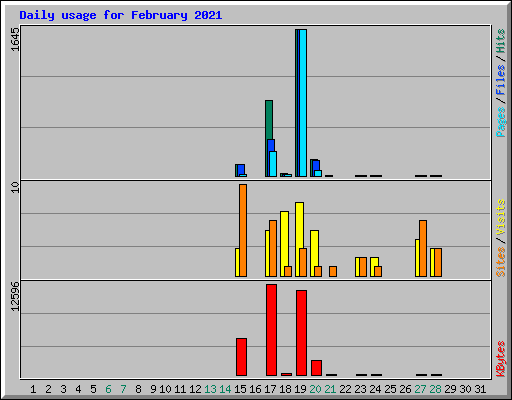 Daily usage for February 2021
1645
Pages / Files / Hits
10
Sites / Visits
12596
KBytes
1 2 3 4 5 6 7 8 9 10 11 12 13 14 15 16 17 18 19 20 21 22 23 24 25 26 27 28 29 30 31